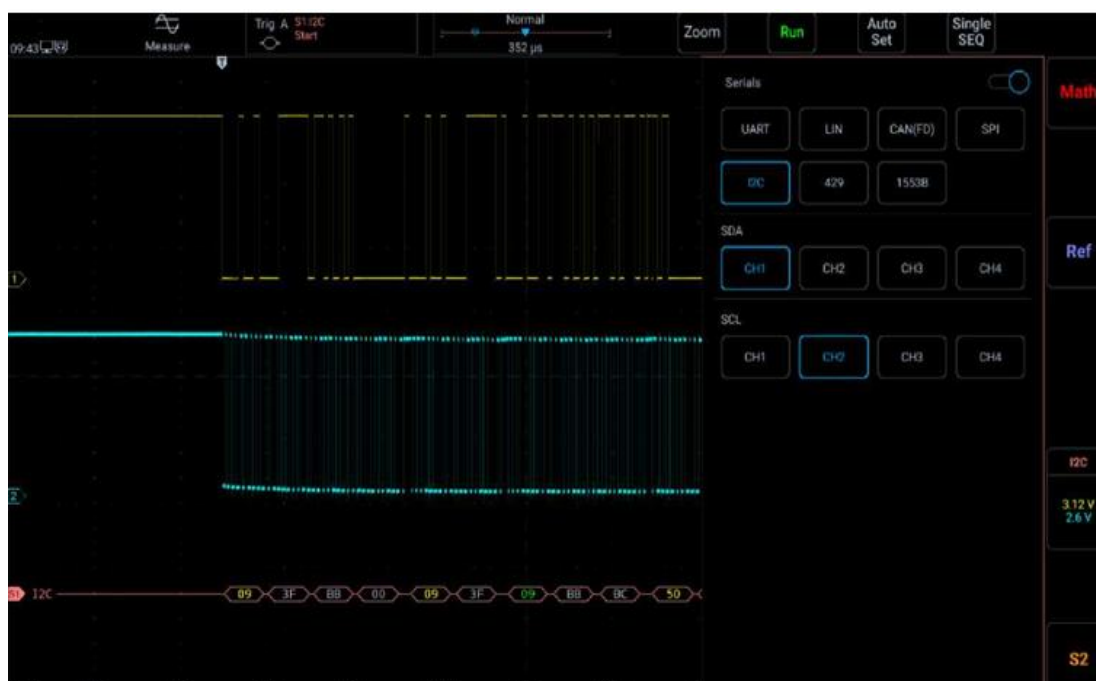 09:43
Measure
Trig A S1:I2C
Start
Normal
352 µs
Zoom
Run
Auto
Set
Single
SEQ
T
Serials
Math
UART LIN CAN(FD) SPI
I2C 429 1553B
SDA
Ref
CH1 CH2 CH3 CH4
1
SCL
CH1 CH2 CH3 CH4
I2C
2
3.12 V
2.6 V
S1 I2C
09 3F BB 00 09 3F 09 BB BC 50
S2